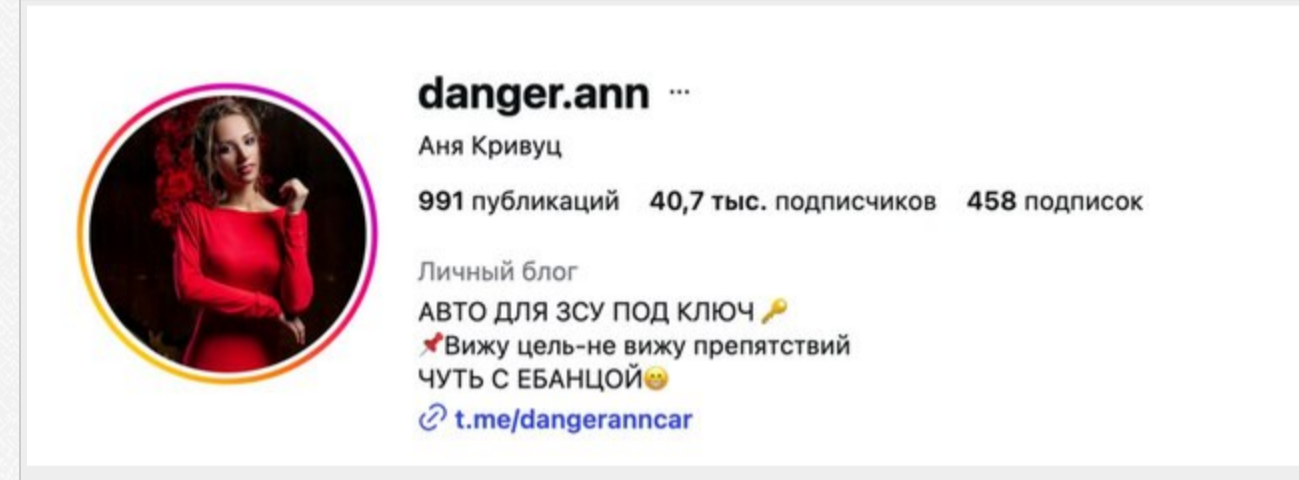 danger.ann ...
Аня Кривуц
991 публикаций 40,7 тыс. подписчиков 458 подписок
Личный блог
АВТО ДЛЯ ЗСУ ПОД КЛЮЧ 🔑
📌Вижу цель-не вижу препятствий
ЧУТЬ С ЕБАНЦОЙ😁
t.me/dangeranncar